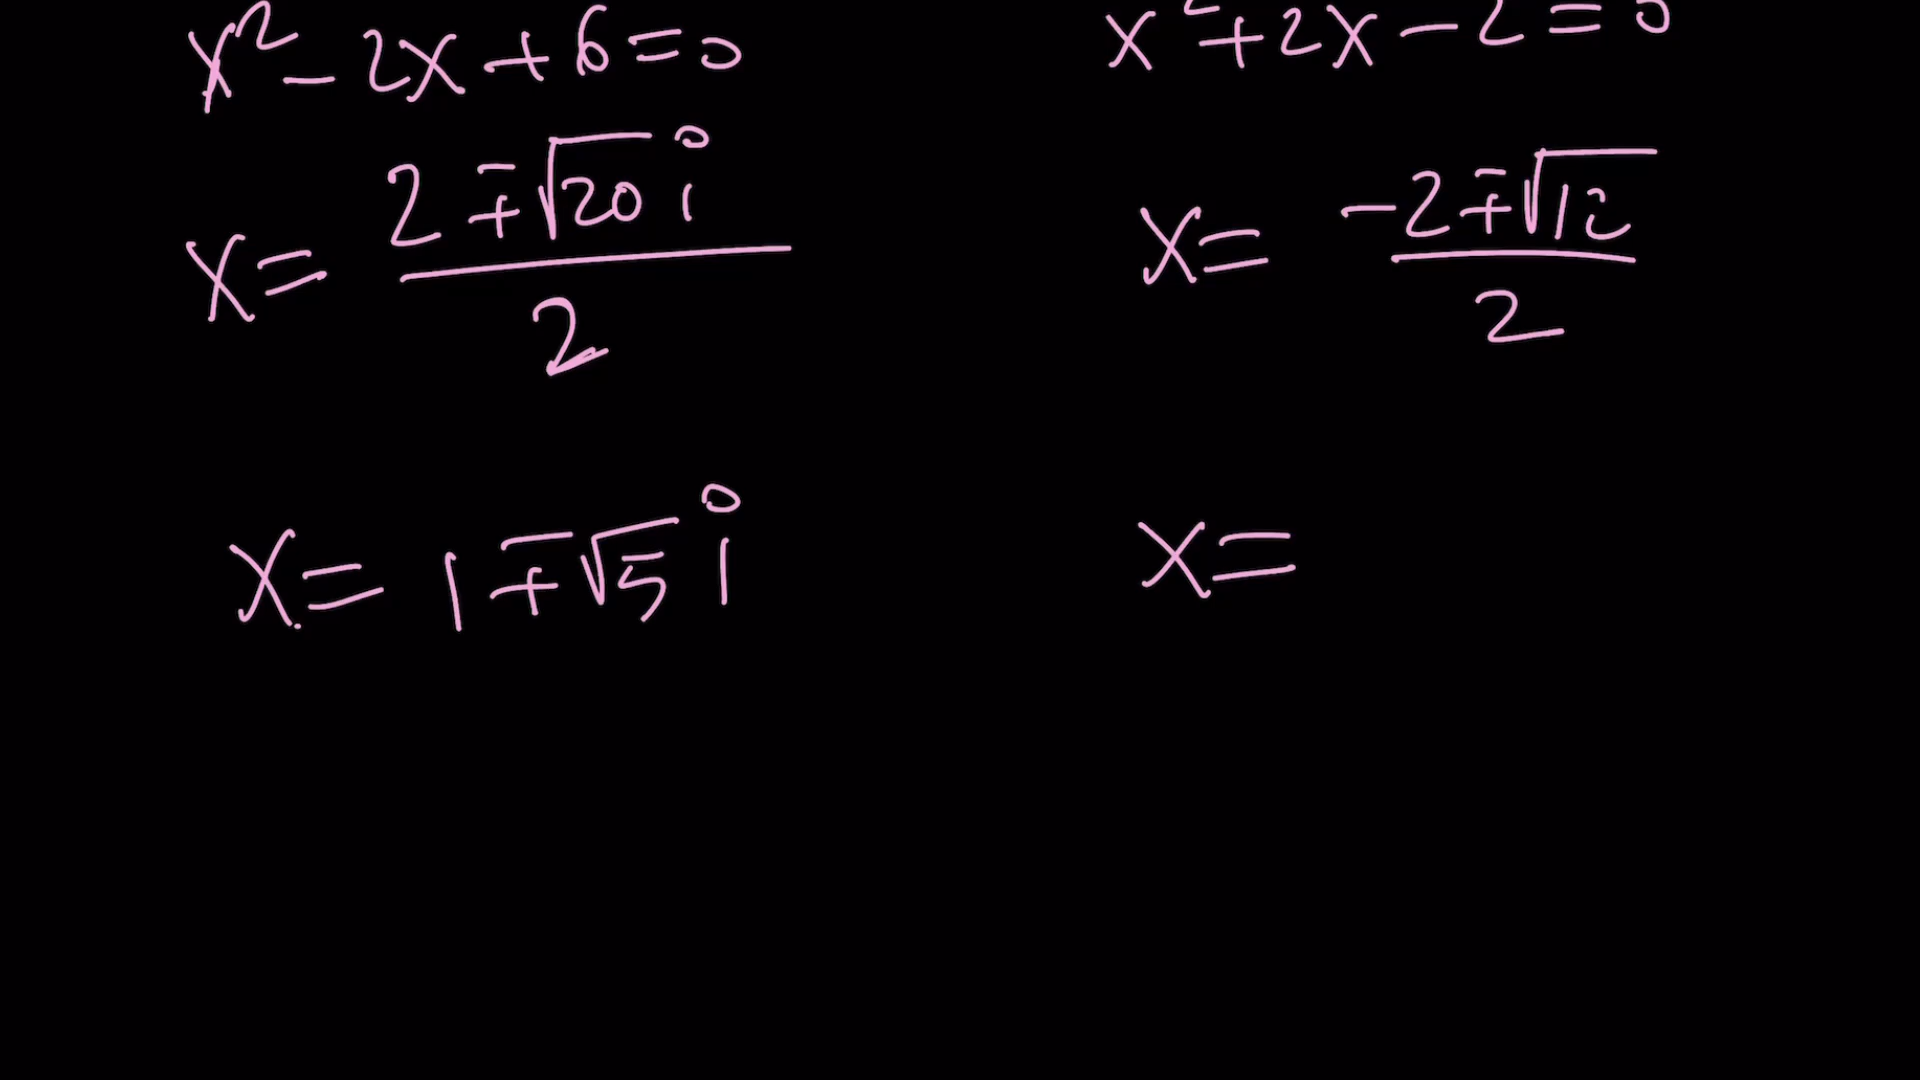 x² - 2x + 6 = 0
x = (2 ∓ √20 i) / 2
x = 1 ∓ √5 i
x² + 2x - 2 = 0
x = (-2 ∓ √12) / 2
x =